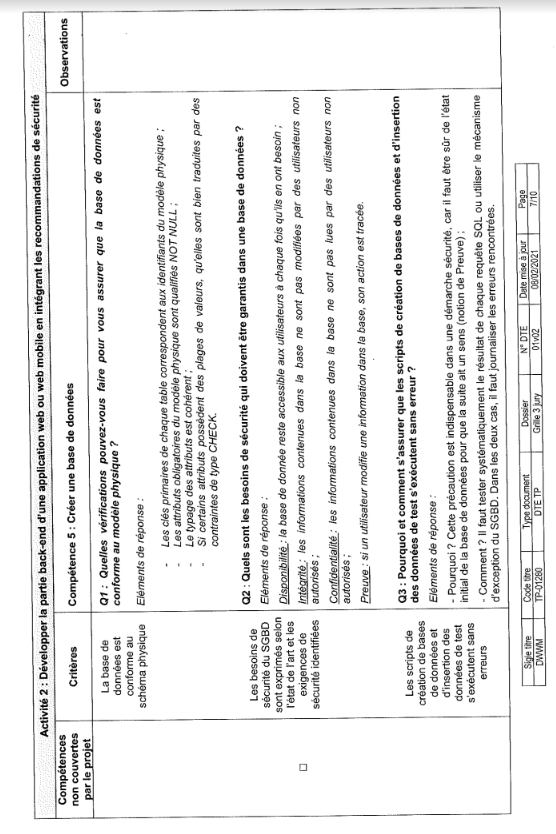 Activité 2 : Développer la partie back-end d'une application web ou web mobile en intégrant les recommandations de sécurité
Compétences
non couvertes
par le projet
Critères
Compétence 5 : Créer une base de données
Observations
La base de
données est
conforme au
schéma physique
Q1 : Quelles vérifications pouvez-vous faire pour vous assurer que la base de données est
conforme au modèle physique ?
Eléments de réponse :
- Les clés primaires de chaque table correspondent aux identifiants du modèle physique ;
- Les attributs obligatoires du modèle physique sont qualifiés NOT NULL ;
- Le typage des attributs est cohérent ;
- Si certains attributs possèdent des plages de valeurs, qu'elles sont bien traduites par des
contraintes de type CHECK.
Les besoins de
sécurité du SGBD
sont exprimés selon
l'état de l'art et les
exigences de
sécurité identifiées
Q2 : Quels sont les besoins de sécurité qui doivent être garantis dans une base de données ?
Eléments de réponse :
Disponibilité : la base de donnée reste accessible aux utilisateurs à chaque fois qu'ils en ont besoin ;
Intégrité : les informations contenues dans la base ne sont pas modifiées par des utilisateurs non
autorisés ;
Confidentialité : les informations contenues dans la base ne sont pas lues par des utilisateurs non
autorisés ;
Preuve : si un utilisateur modifie une information dans la base, son action est tracée.
Les scripts de
création de bases
de données et
d'insertion des
données de test
s'exécutent sans
erreurs
Q3 : Pourquoi et comment s'assurer que les scripts de création de bases de données et d'insertion
des données de test s'exécutent sans erreur ?
Eléments de réponse :
- Pourquoi ? Cette précaution est indispensable dans une démarche sécurité, car il faut être sûr de l'état
initial de la base de données pour que la suite ait un sens (notion de Preuve) ;
- Comment ? Il faut tester systématiquement le résultat de chaque requête SQL ou utiliser le mécanisme
d'exception du SGBD. Dans les deux cas, il faut journaliser les erreurs rencontrées.
Sigle titre Code titre Type document Dossier N° DTE Date mise à jour Page
DWWM TP-01280 DTE TP Grille 3 jury 01v02 08/02/2021 7/10